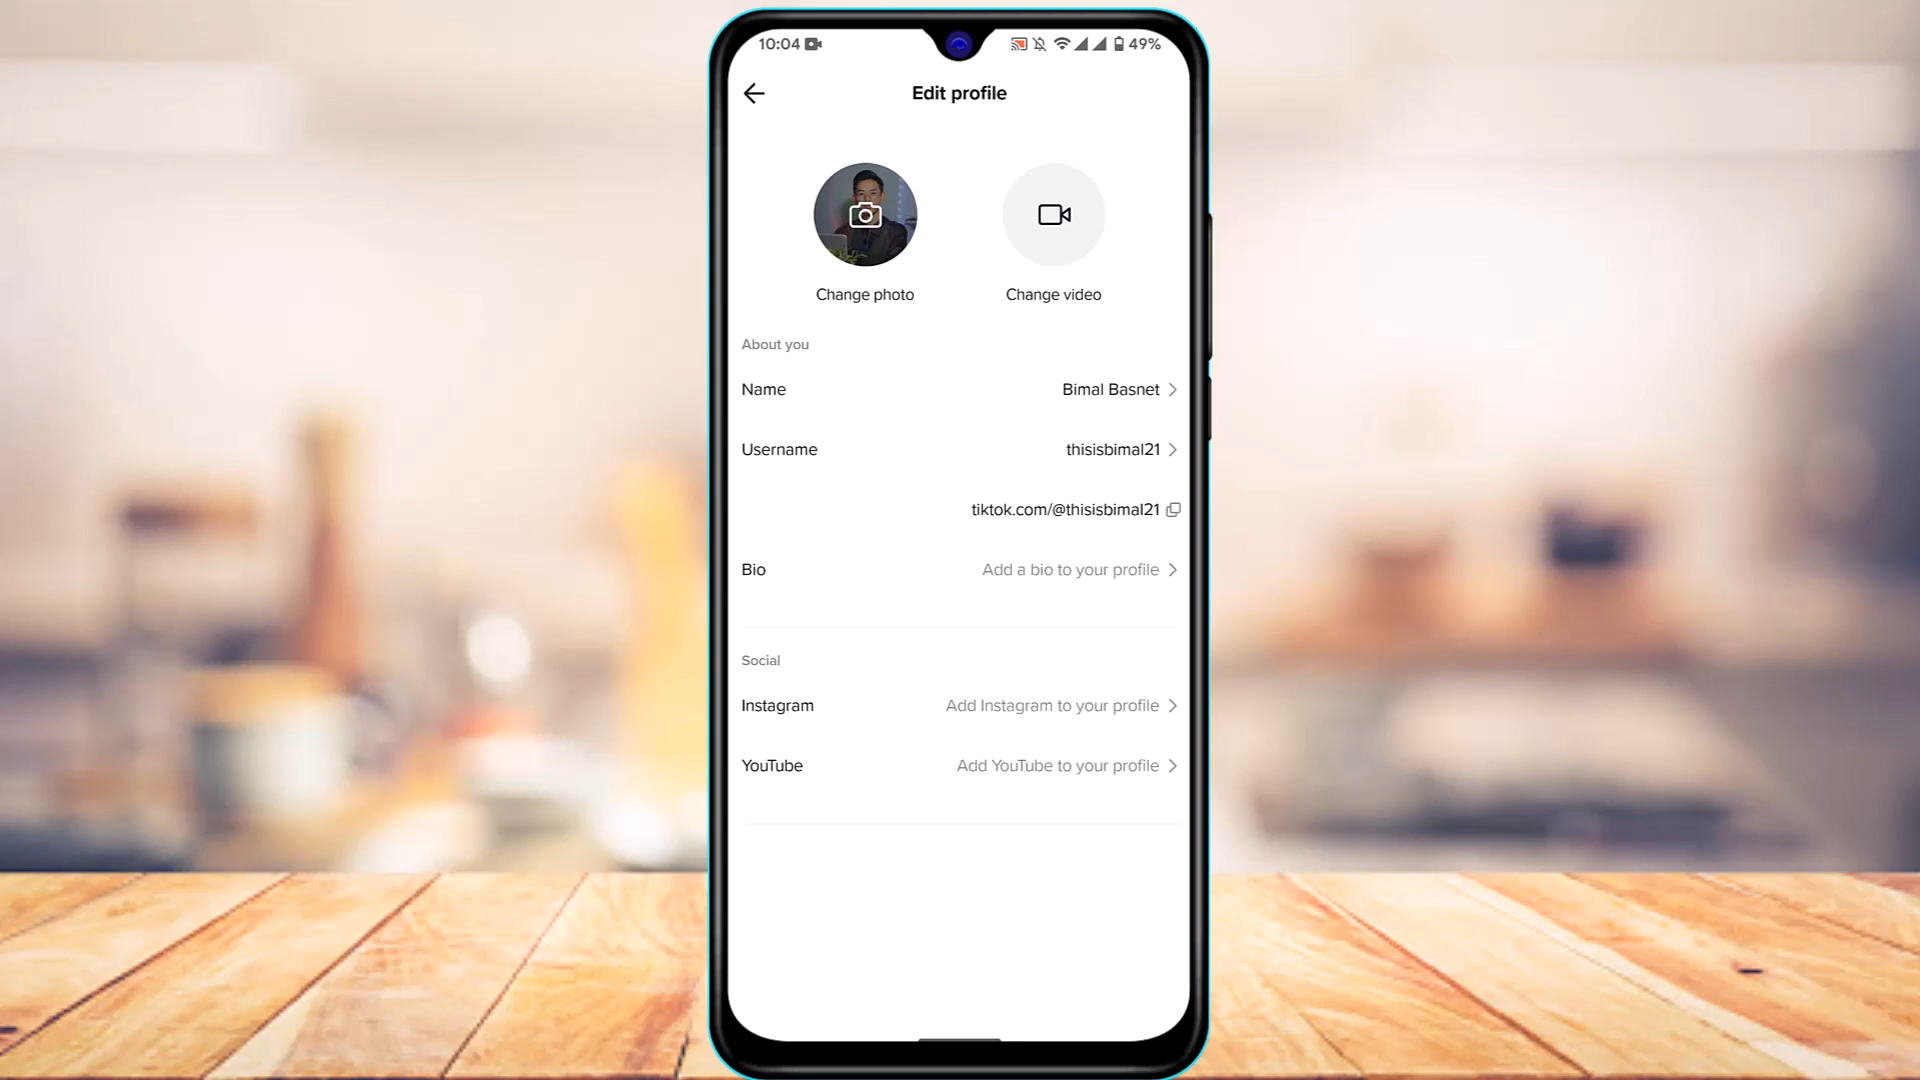 10:04
49%
Edit profile
Change photo
Change video
About you
Name
Bimal Basnet
Username
thisisbimal21
tiktok.com/@thisisbimal21
Bio
Add a bio to your profile
Social
Instagram
Add Instagram to your profile
YouTube
Add YouTube to your profile